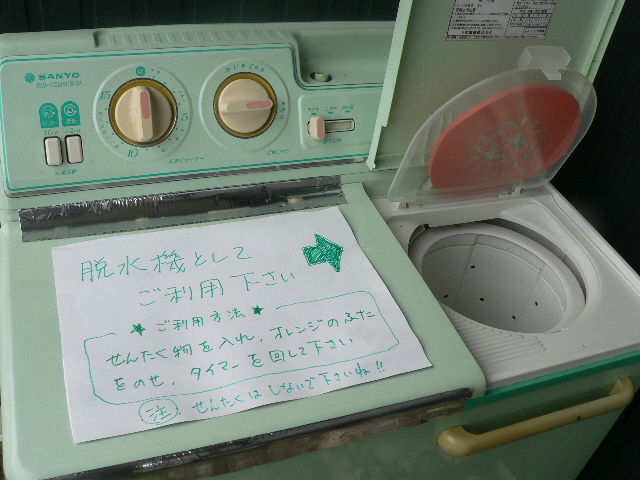 SANYO
15
5
10
脱水機として
ご利用下さい
★ ご利用方法 ★
せんたく物を入れ、オレンジのふた
をのせ、タイマーを回して下さい
注 せんたくはしないで下さいね!!